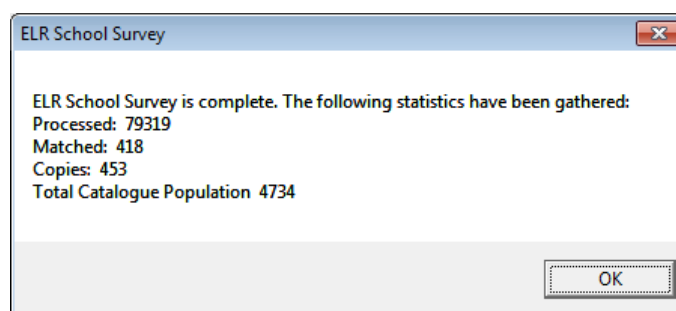 ELR School Survey
ELR School Survey is complete. The following statistics have been gathered:
Processed: 79319
Matched: 418
Copies: 453
Total Catalogue Population 4734
OK